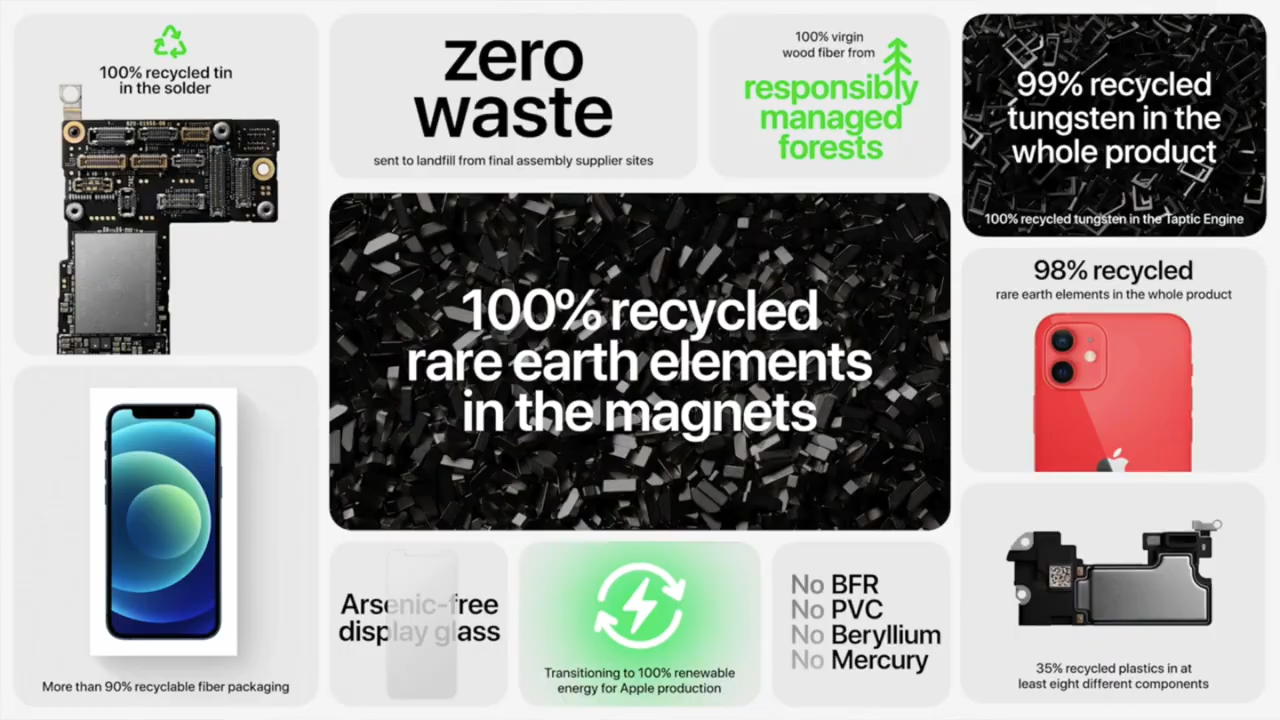 100% recycled tin
in the solder
zero
waste
sent to landfill from final assembly supplier sites
100% virgin
wood fiber from
responsibly
managed
forests
99% recycled
tungsten in the
whole product
100% recycled tungsten in the Taptic Engine
100% recycled
rare earth elements
in the magnets
98% recycled
rare earth elements in the whole product
More than 90% recyclable fiber packaging
Arsenic-free
display glass
Transitioning to 100% renewable
energy for Apple production
No BFR
No PVC
No Beryllium
No Mercury
35% recycled plastics in at
least eight different components